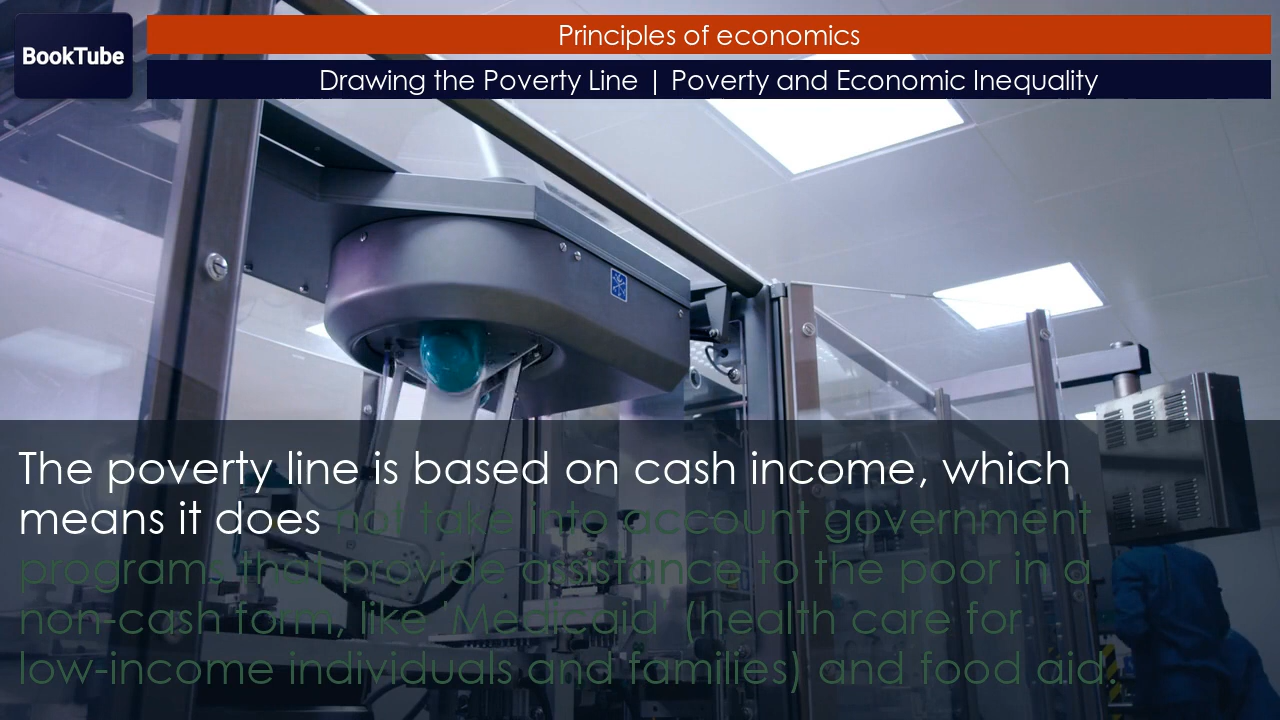 BookTube
Principles of economics
Drawing the Poverty Line | Poverty and Economic Inequality
The poverty line is based on cash income, which
means it does not take into account government
programs that provide assistance to the poor in a
non-cash form, like 'Medicaid' (health care for
low-income individuals and families) and food aid.